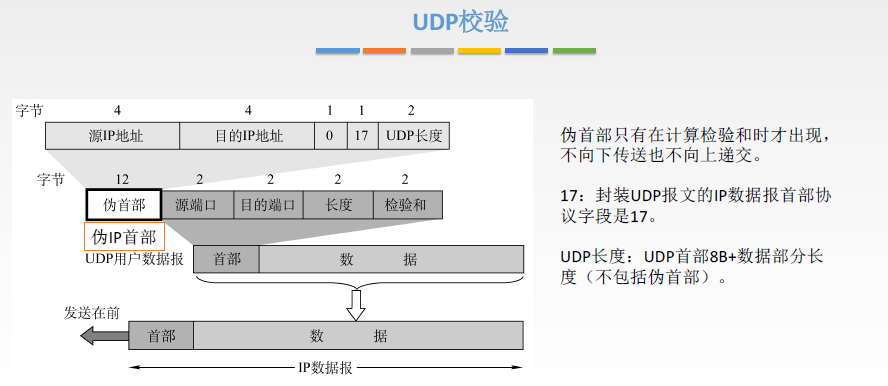 UDP校验
字节 4 4 1 1 2
源IP地址 目的IP地址 0 17 UDP长度
字节 12 2 2 2 2
伪首部 源端口 目的端口 长度 检验和
伪IP首部
UDP用户数据报 首部 数 据
发送在前
首部 数 据
IP数据报
伪首部只有在计算检验和时才出现，
不向下传送也不向上递交。
17：封装UDP报文的IP数据报首部协
议字段是17。
UDP长度：UDP首部8B+数据部分长
度（不包括伪首部）。